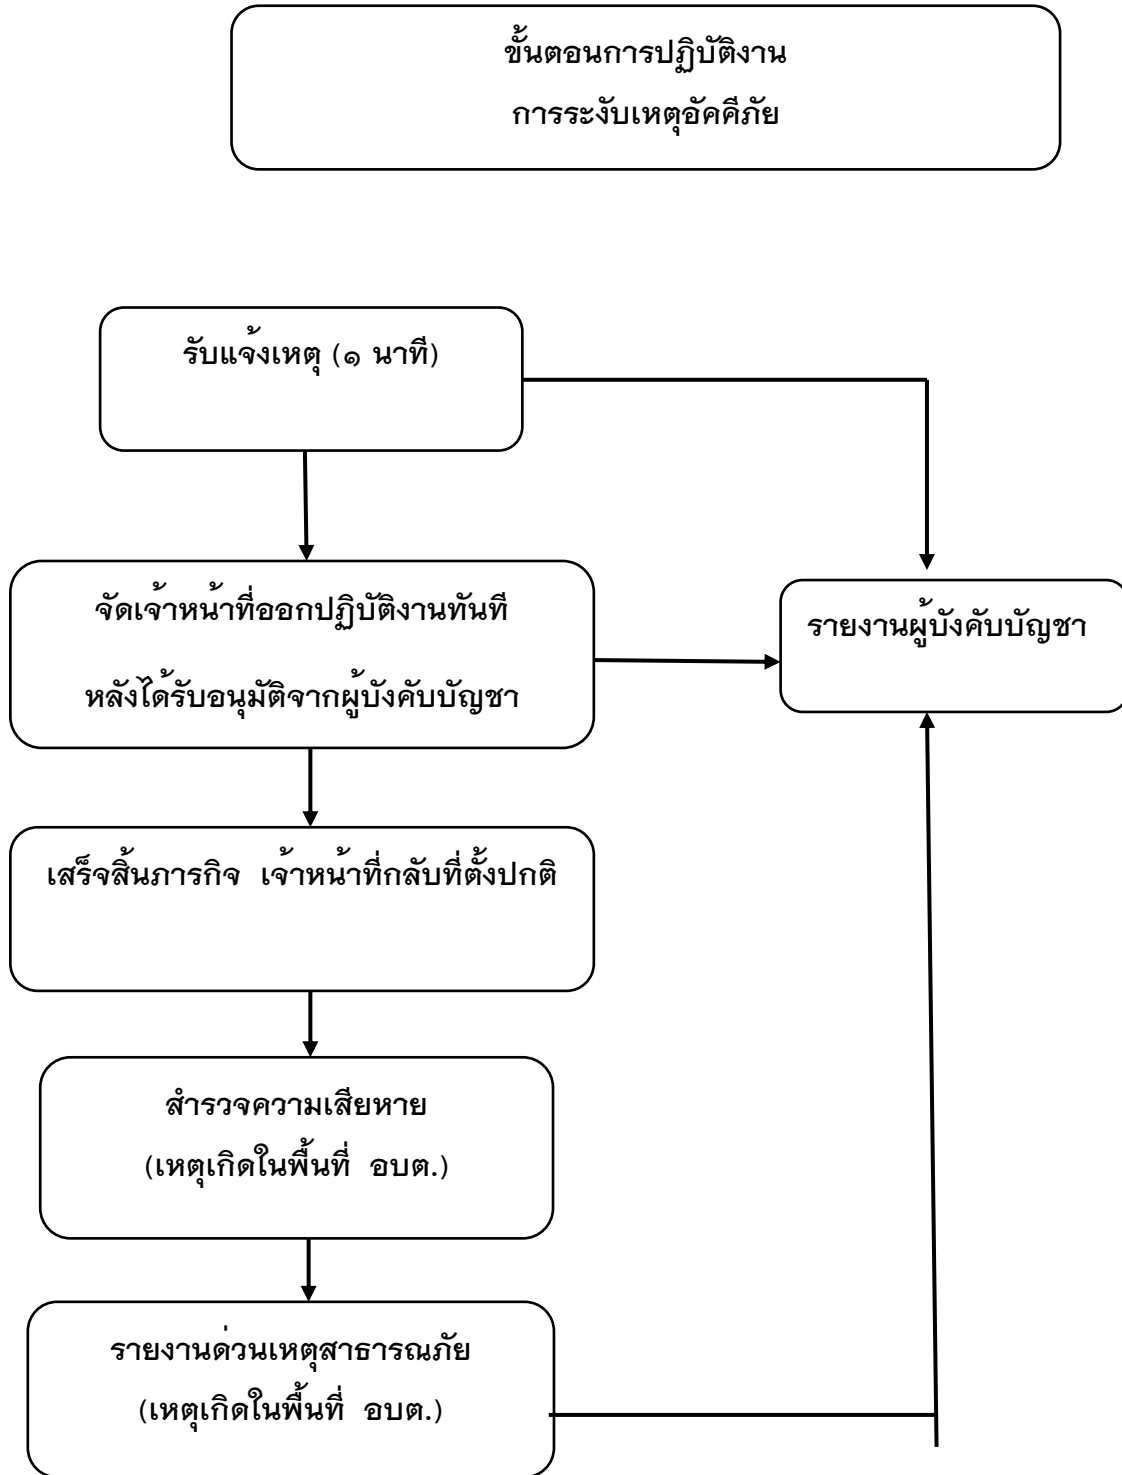 ขั้นตอนการปฏิบัติงาน
การระงับเหตุอัคคีภัย
รับแจ้งเหตุ (๑ นาที)
จัดเจ้าหน้าที่ออกปฏิบัติงานทันที
หลังได้รับอนุมัติจากผู้บังคับบัญชา
รายงานผู้บังคับบัญชา
เสร็จสิ้นภารกิจ เจ้าหน้าที่กลับที่ตั้งปกติ
สำรวจความเสียหาย
(เหตุเกิดในพื้นที่ อบต.)
รายงานด่วนเหตุสาธารณภัย
(เหตุเกิดในพื้นที่ อบต.)